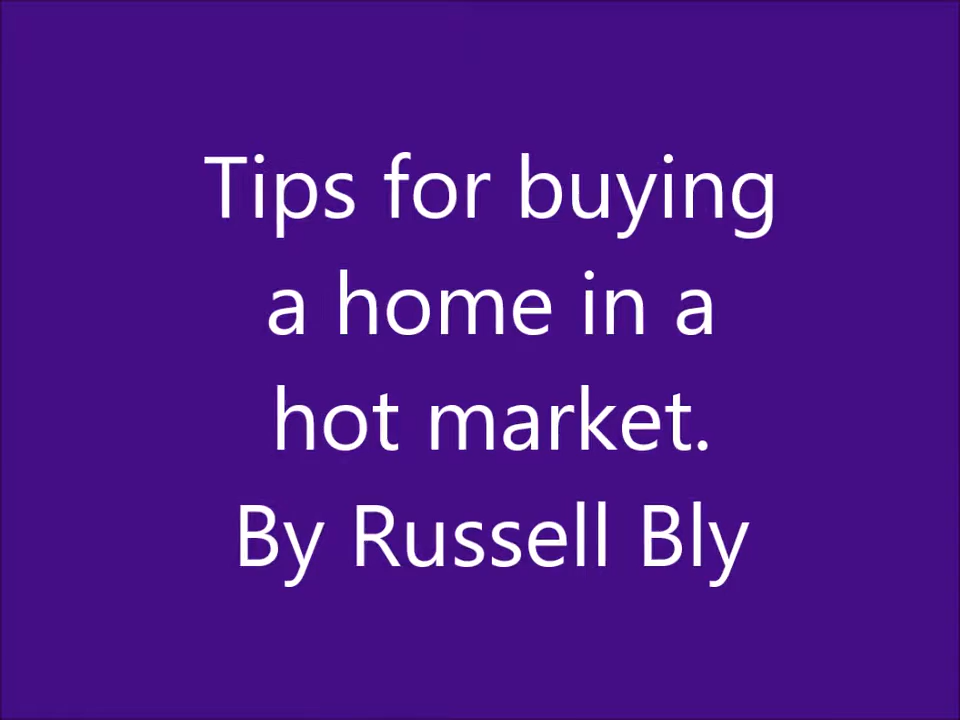 Tips for buying
a home in a
hot market.
By Russell Bly